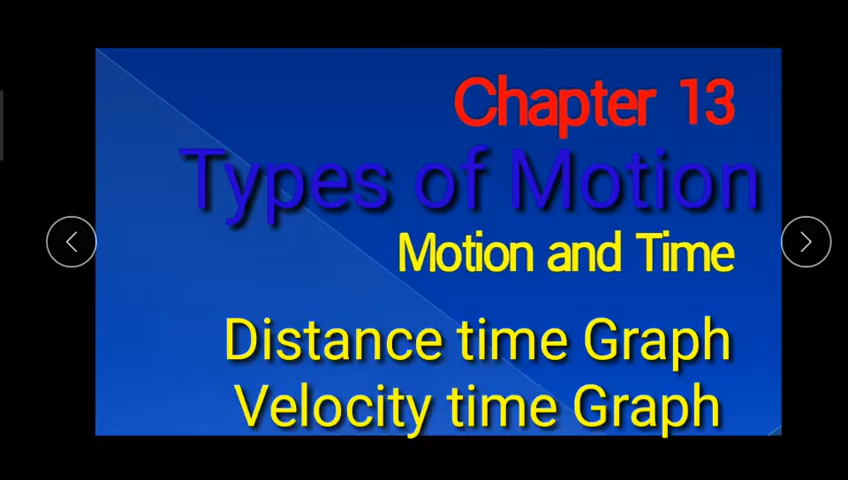 Chapter 13
Types of Motion
Motion and Time
Distance time Graph
Velocity time Graph